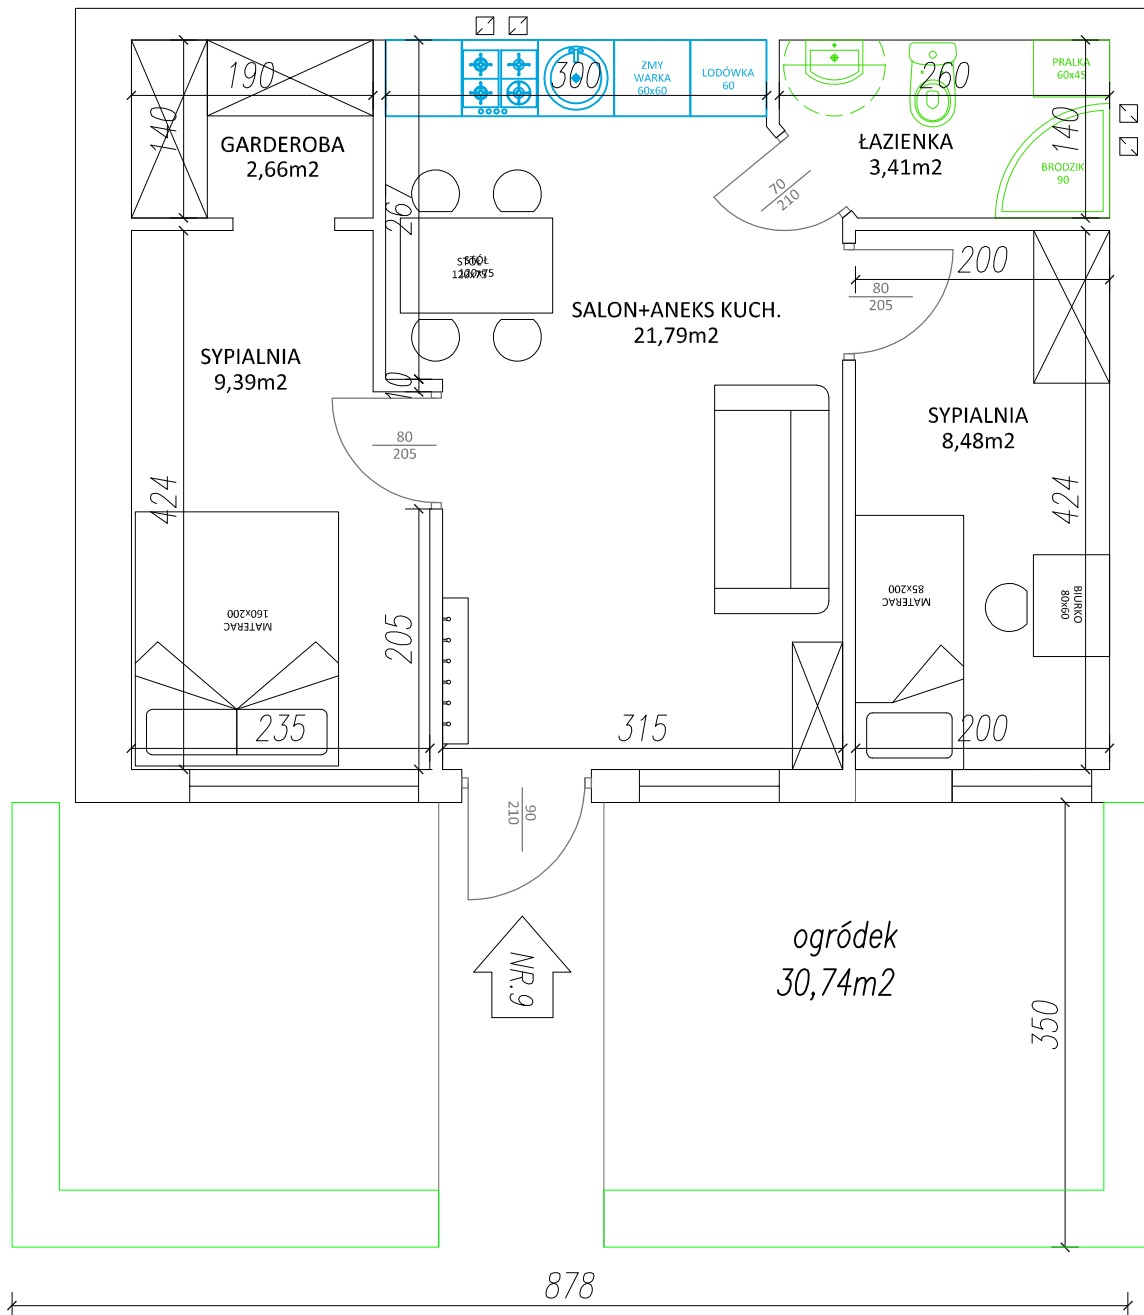 190
300
260
140
140
ZMY
WARKA
60x60
LODÓWKA
60
PRALKA
60x45
GARDEROBA
2,66m2
ŁAZIENKA
3,41m2
BRODZIK
90
70
210
267
STÓŁ
120x75
STÓŁ
120x75
200
80
205
SALON+ANEKS KUCH.
21,79m2
SYPIALNIA
9,39m2
10
SYPIALNIA
8,48m2
80
205
424
424
MATERAC
160x200
MATERAC
85x200
BIURKO
80x60
205
235
315
200
90
210
NR.9
ogródek
30,74m2
350
878